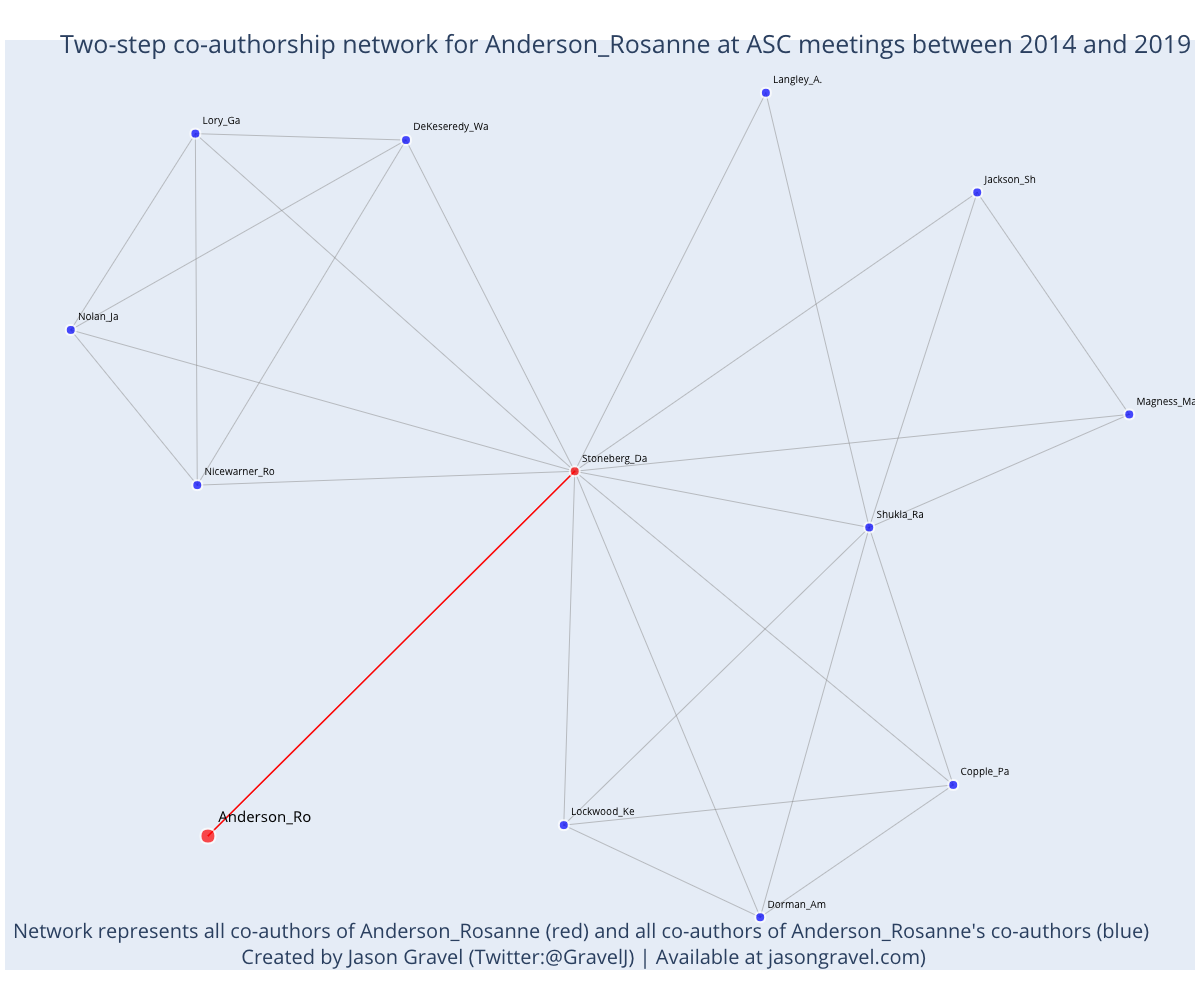 Two-step co-authorship network for Anderson_Rosanne at ASC meetings between 2014 and 2019
Langley_A.
Lory_Ga
DeKeseredy_Wa
Jackson_Sh
Nolan_Ja
Magness_Ma
Stoneberg_Da
Nicewarner_Ro
Shukla_Ra
Copple_Pa
Lockwood_Ke
Anderson_Ro
Dorman_Am
Network represents all co-authors of Anderson_Rosanne (red) and all co-authors of Anderson_Rosanne's co-authors (blue)
Created by Jason Gravel (Twitter:@GravelJ) | Available at jasongravel.com)